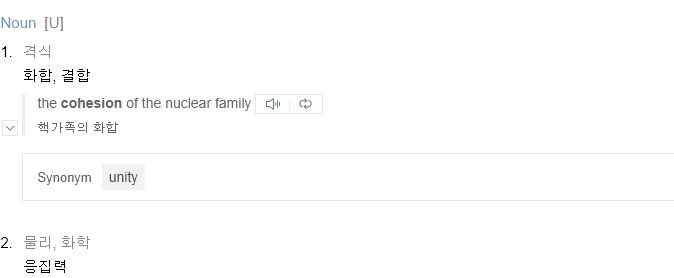 Noun [U]
1. 격식
화합, 결합
the cohesion of the nuclear family
핵가족의 화합
Synonym unity
2. 물리, 화학
응집력